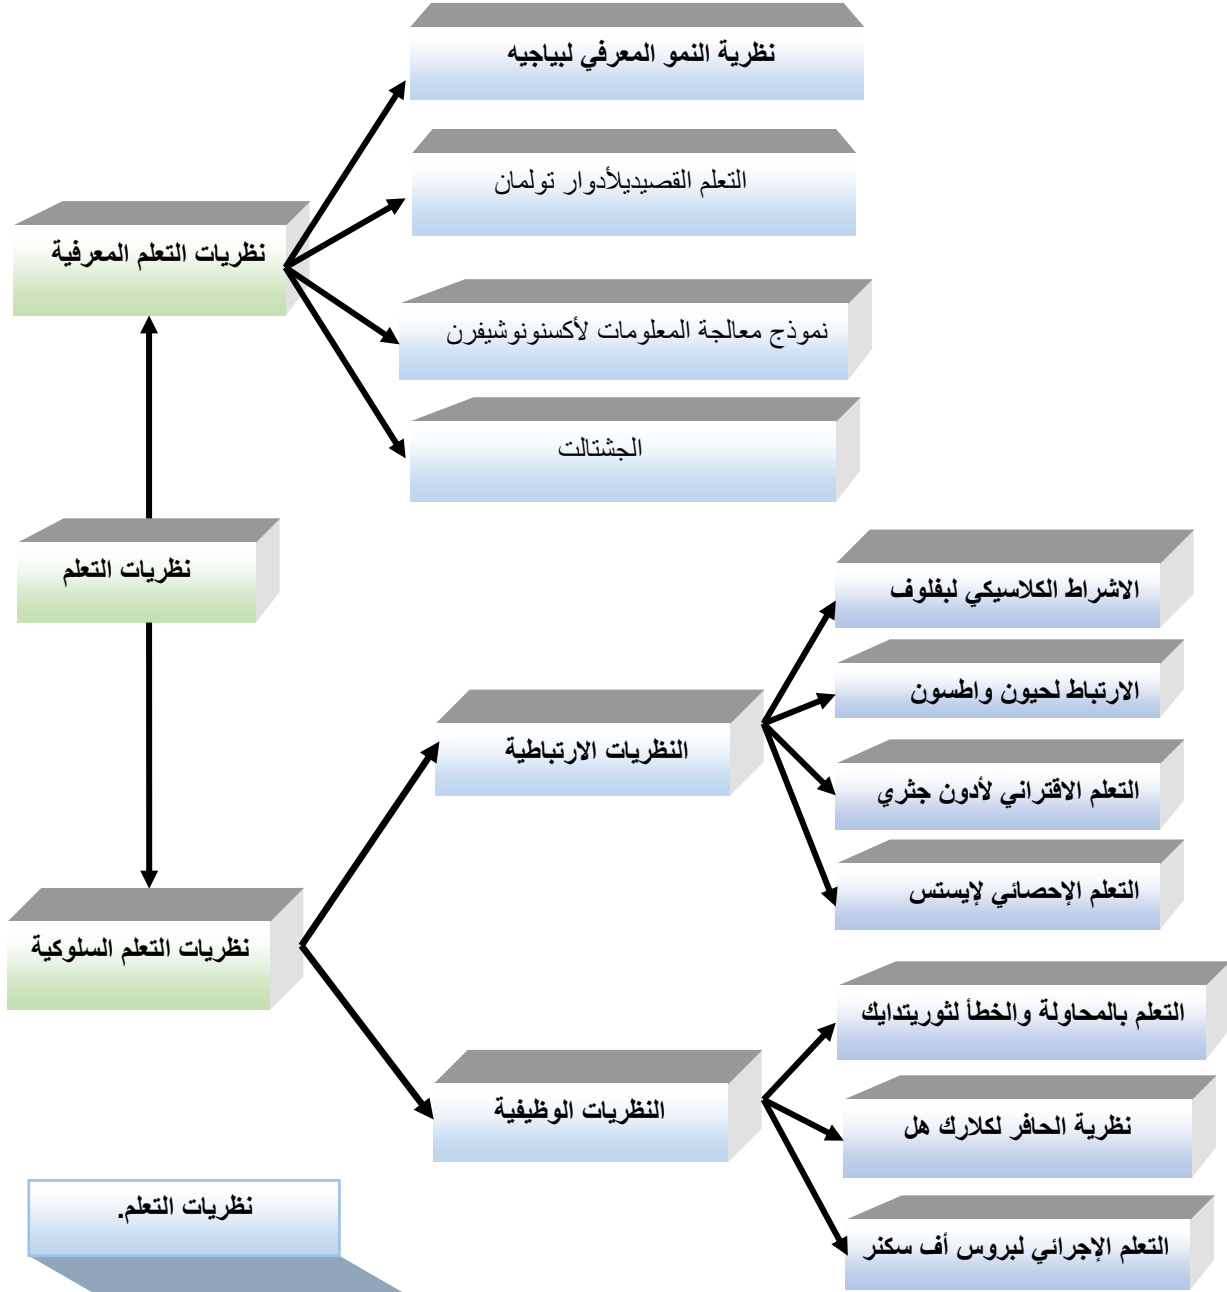 نظرية النمو المعرفي لبياجيه
التعلم القصيديلأدوار تولمان
نظريات التعلم المعرفية
نموذج معالجة المعلومات لأكسنونوشيفرن
الجشتالت
نظريات التعلم
الاشراط الكلاسيكي لبفلوف
الارتباط لحيون واطسون
النظريات الارتباطية
التعلم الاقتراني لأدون جثري
التعلم الإحصائي لإيستس
نظريات التعلم السلوكية
التعلم بالمحاولة والخطأ لثوريتدايك
النظريات الوظيفية
نظرية الحافر لكلارك هل
نظريات التعلم.
التعلم الإجرائي لبروس أف سكنر